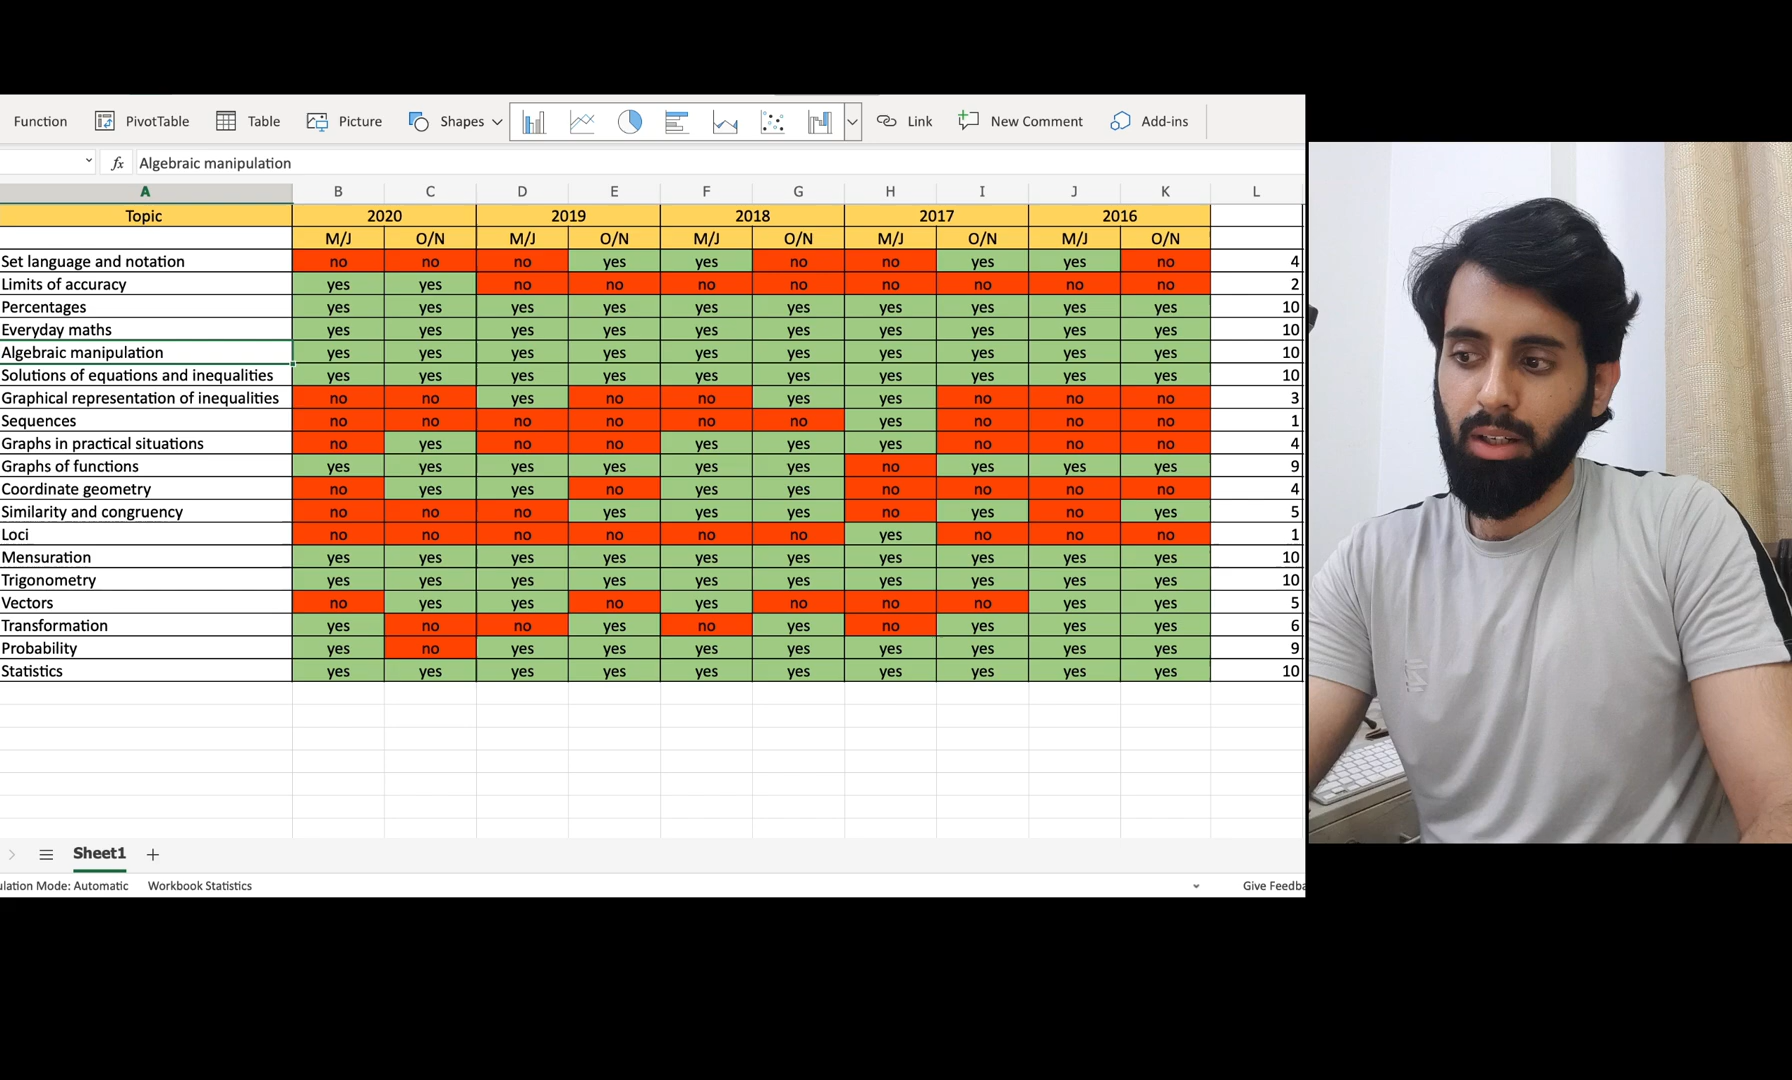 Function PivotTable Table Picture Shapes Link New Comment Add-ins
fx Algebraic manipulation
A B C D E F G H I J K L
Topic 2020 2019 2018 2017 2016
M/J O/N M/J O/N M/J O/N M/J O/N M/J O/N
Set language and notation no no no yes yes no no yes yes no 4
Limits of accuracy yes yes no no no no no no no no 2
Percentages yes yes yes yes yes yes yes yes yes yes 10
Everyday maths yes yes yes yes yes yes yes yes yes yes 10
Algebraic manipulation yes yes yes yes yes yes yes yes yes yes 10
Solutions of equations and inequalities yes yes yes yes yes yes yes yes yes yes 10
Graphical representation of inequalities no no yes no no yes yes no no no 3
Sequences no no no no no no yes no no no 1
Graphs in practical situations no yes no no yes yes yes no no no 4
Graphs of functions yes yes yes yes yes yes no yes yes yes 9
Coordinate geometry no yes yes no yes yes no no no no 4
Similarity and congruency no no no yes yes yes no yes no yes 5
Loci no no no no no no yes no no no 1
Mensuration yes yes yes yes yes yes yes yes yes yes 10
Trigonometry yes yes yes yes yes yes yes yes yes yes 10
Vectors no yes yes no yes no no no yes yes 5
Transformation yes no no yes no yes no yes yes yes 6
Probability yes no yes yes yes yes yes yes yes yes 9
Statistics yes yes yes yes yes yes yes yes yes yes 10
Sheet1
ulation Mode: Automatic Workbook Statistics Give Feedba